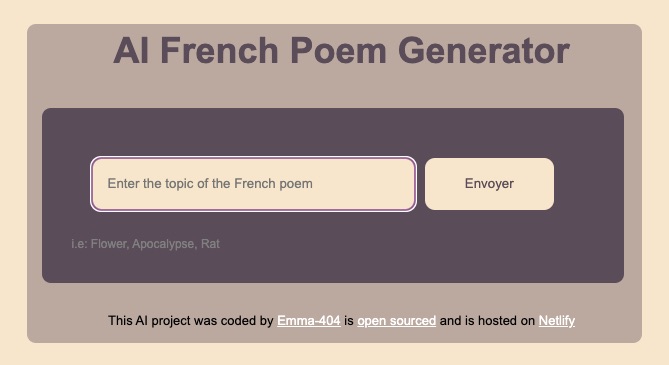 AI French Poem Generator
Enter the topic of the French poem
Envoyer
i.e: Flower, Apocalypse, Rat
This AI project was coded by Emma-404 is open sourced and is hosted on Netlify